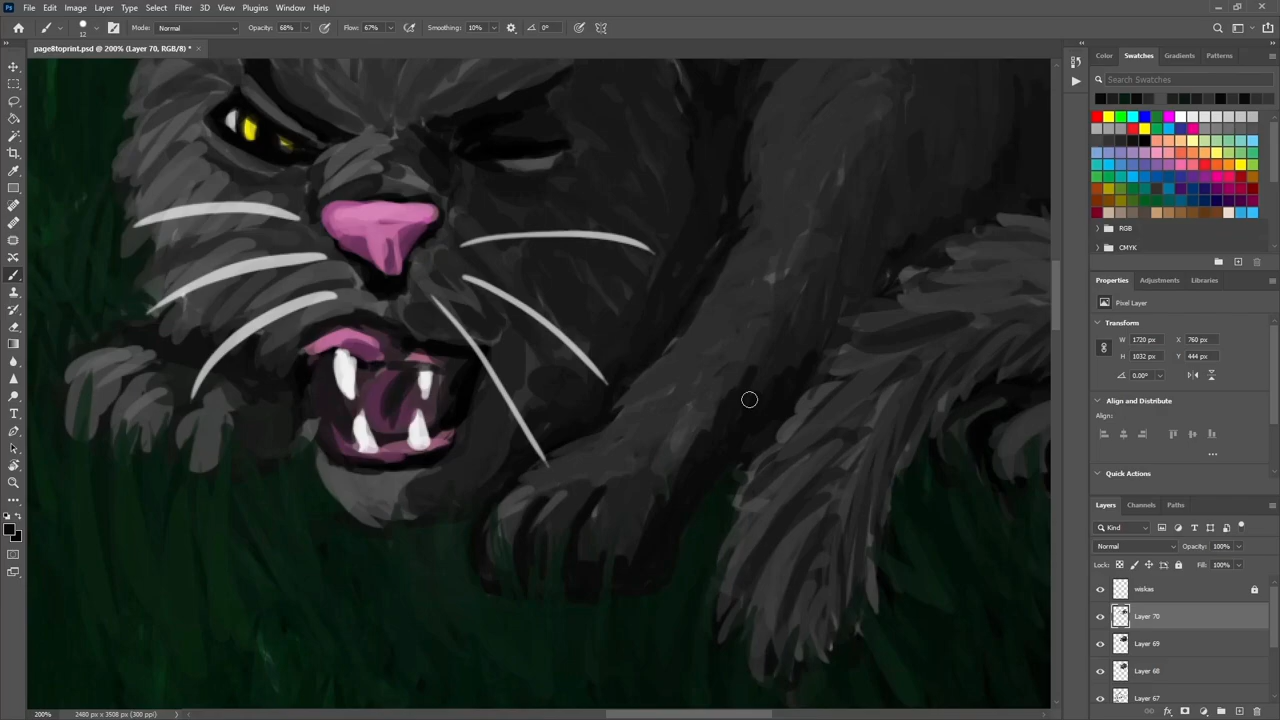 File Edit Image Layer Type Select Filter 3D View Plugins Window Help
12 Mode: Normal Opacity: 68% Flow: 67% Smoothing: 10% 0°
page8toprint.psd @ 200% (Layer 70, RGB/8) * ×
Color Swatches Gradients Patterns
Search Swatches
RGB
CMYK
Properties Adjustments Libraries
Pixel Layer
Transform
W 1720 px X 760 px
H 1032 px Y 444 px
0.00°
Align and Distribute
Align:
Quick Actions
Layers Channels Paths
Kind
Normal Opacity: 100%
Lock: Fill: 100%
wiskas
Layer 70
Layer 69
Layer 68
Layer 67
200% 2480 px x 3508 px (300 ppi)